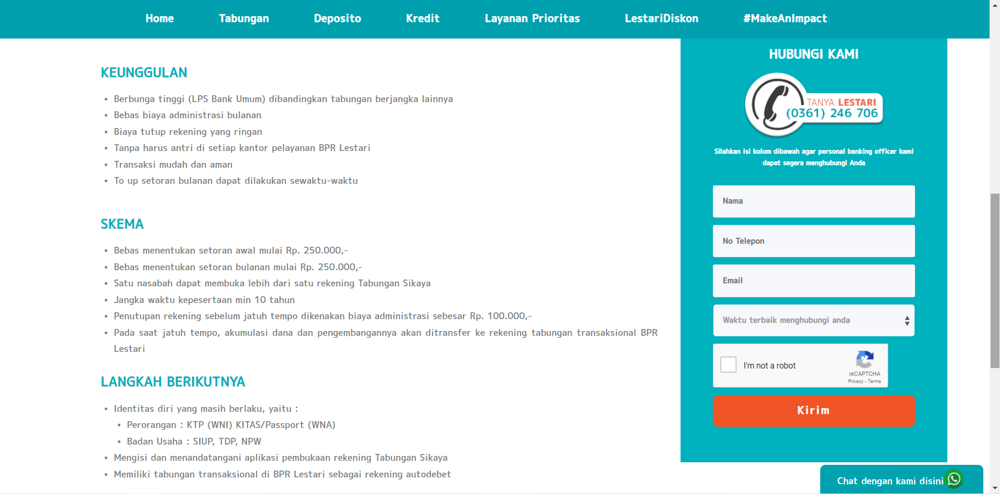 Home Tabungan Deposito Kredit Layanan Prioritas LestariDiskon #MakeAnImpact
KEUNGGULAN
• Berbunga tinggi (LPS Bank Umum) dibandingkan tabungan berjangka lainnya
• Bebas biaya administrasi bulanan
• Biaya tutup rekening yang ringan
• Tanpa harus antri di setiap kantor pelayanan BPR Lestari
• Transaksi mudah dan aman
• To up setoran bulanan dapat dilakukan sewaktu-waktu
SKEMA
• Bebas menentukan setoran awal mulai Rp. 250.000,-
• Bebas menentukan setoran bulanan mulai Rp. 250.000,-
• Satu nasabah dapat membuka lebih dari satu rekening Tabungan Sikaya
• Jangka waktu kepesertaan min 10 tahun
• Penutupan rekening sebelum jatuh tempo dikenakan biaya administrasi sebesar Rp. 100.000,-
• Pada saat jatuh tempo, akumulasi dana dan pengembangannya akan ditransfer ke rekening tabungan transaksional BPR
Lestari
LANGKAH BERIKUTNYA
• Identitas diri yang masih berlaku, yaitu :
• Perorangan : KTP (WNI) KITAS/Passport (WNA)
• Badan Usaha : SIUP, TDP, NPW
• Mengisi dan menandatangani aplikasi pembukaan rekening Tabungan Sikaya
• Memiliki tabungan transaksional di BPR Lestari sebagai rekening autodebet
HUBUNGI KAMI
TANYA LESTARI
(0361) 246 706
Silahkan isi kolom dibawah agar personal banking officer kami
dapat segera menghubungi Anda
Nama
No Telepon
Email
Waktu terbaik menghubungi anda
I'm not a robot
reCAPTCHA
Privacy - Terms
Kirim
Chat dengan kami disini